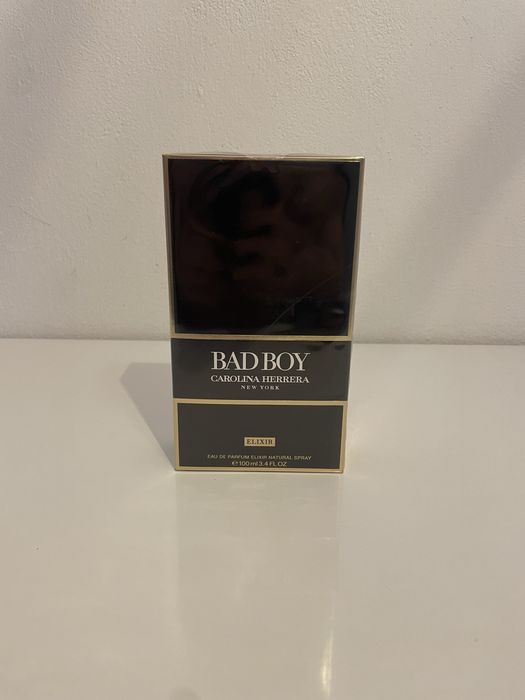 BAD BOY
CAROLINA HERRERA
NEW YORK
ELIXIR
EAU DE PARFUM ELIXIR NATURAL SPRAY
℮ 100 ml 3.4 FL OZ